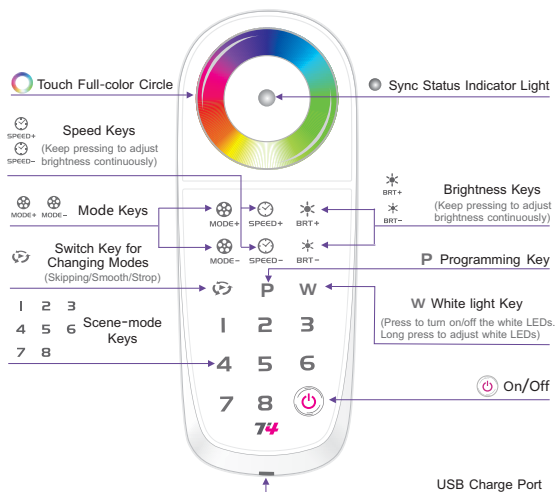 Touch Full-color Circle
Sync Status Indicator Light
SPEED+
SPEED-
Speed Keys
(Keep pressing to adjust
brightness continuously)
MODE+ MODE-
Mode Keys
Switch Key for
Changing Modes
(Skipping/Smooth/Strop)
1 2 3
4 5 6
7 8
Scene-mode
Keys
BRT+
BRT-
Brightness Keys
(Keep pressing to adjust
brightness continuously)
P Programming Key
W White light Key
(Press to turn on/off the white LEDs.
Long press to adjust white LEDs)
On/Off
MODE+ SPEED+ BRT+
MODE- SPEED- BRT-
P W
1 2 3
4 5 6
7 8
T4
USB Charge Port